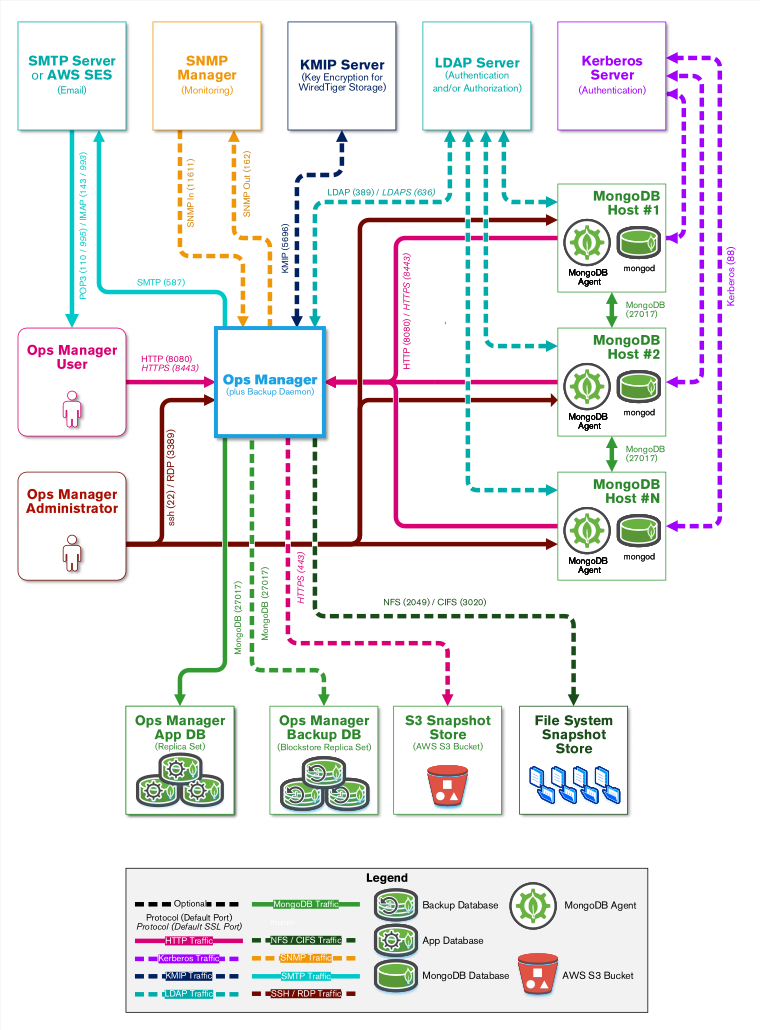 SMTP Server
or AWS SES
(Email)
SNMP
Manager
(Monitoring)
KMIP Server
(Key Encryption for
WiredTiger Storage)
LDAP Server
(Authentication
and/or Authorization)
Kerberos
Server
(Authentication)
POP3 (110 / 995) / IMAP (143 / 993)
SMTP (587)
SNMP In (11611)
SNMP Out (162)
KMIP (5696)
LDAP (389) / LDAPS (636)
HTTP (8080) / HTTPS (8443)
Kerberos (88)
MongoDB
Host #1
MongoDB
Agent
mongod
MongoDB
(27017)
Ops Manager
User
HTTP (8080)
HTTPS (8443)
Ops Manager
(plus Backup Daemon)
MongoDB
Host #2
MongoDB
Agent
mongod
MongoDB
(27017)
Ops Manager
Administrator
ssh (22) / RDP (3389)
MongoDB
Host #N
MongoDB
Agent
mongod
MongoDB (27017)
MongoDB (27017)
HTTPS (443)
NFS (2049) / CIFS (3020)
Ops Manager
App DB
(Replica Set)
Ops Manager
Backup DB
(Blockstore Replica Set)
S3 Snapshot
Store
(AWS S3 Bucket)
File System
Snapshot
Store
Legend
Optional
Protocol (Default Port)
Protocol (Default SSL Port)
HTTP Traffic
Kerberos Traffic
KMIP Traffic
LDAP Traffic
MongoDB Traffic
NFS / CIFS Traffic
SNMP Traffic
SMTP Traffic
SSH / RDP Traffic
Backup Database
App Database
MongoDB Database
MongoDB Agent
AWS S3 Bucket